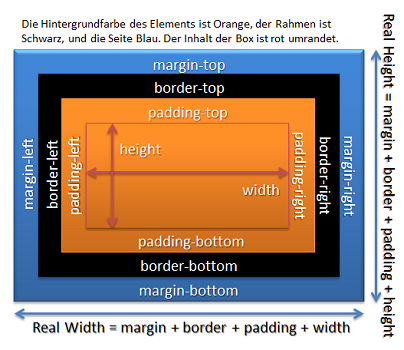 Die Hintergrundfarbe des Elements ist Orange, der Rahmen ist
Schwarz, und die Seite Blau. Der Inhalt der Box ist rot umrandet.
margin-top
border-top
padding-top
margin-left
border-left
padding-left
height
width
padding-right
border-right
margin-right
padding-bottom
border-bottom
margin-bottom
Real Width = margin + border + padding + width
Real Height = margin + border + padding + height